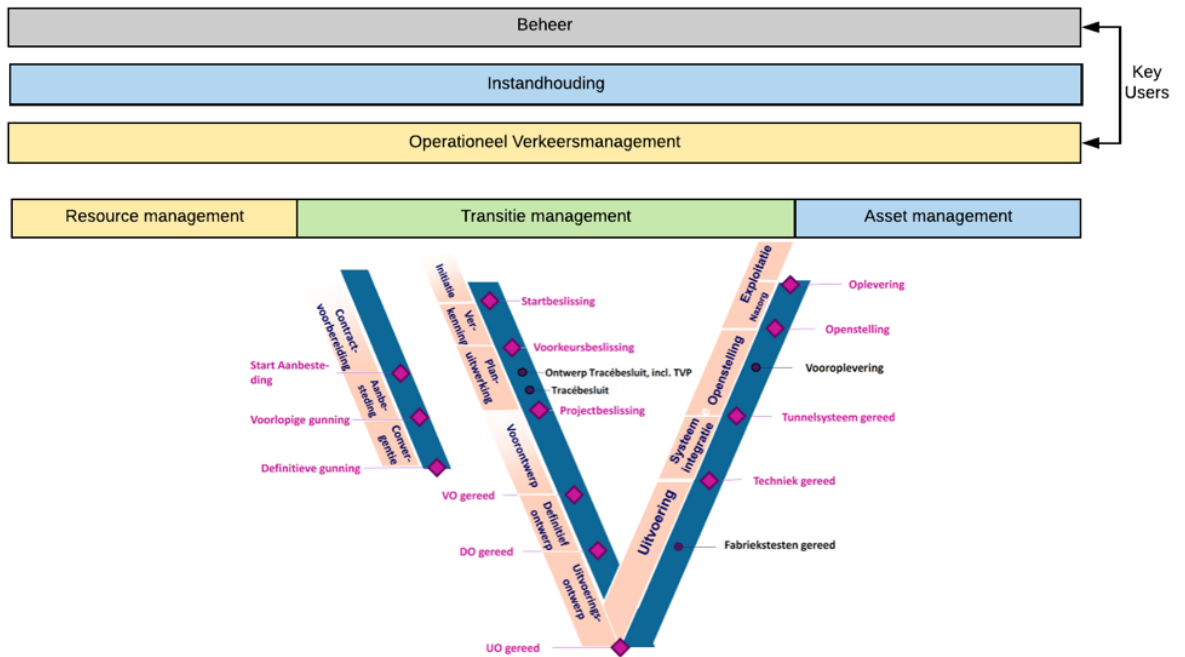 Beheer
Key
Users
Instandhouding
Operationeel Verkeersmanagement
Resource management
Transitie management
Asset management
Contract-
voorbereiding
Aanbe-
steding
Conver-
gentie
Start Aanbeste-
ding
Voorlopige gunning
Definitieve gunning
Initiatie
Ver-
kenning
Plan-
uitwerking
Voorontwerp
Definitief
ontwerp
Uitvoerings-
ontwerp
Startbeslissing
Voorkeursbeslissing
Ontwerp Tracébesluit, incl. TVP
Tracébesluit
Projectbeslissing
VO gereed
DO gereed
UO gereed
Exploitatie
Nazorg
Openstelling
Systeem
integratie
Uitvoering
Oplevering
Openstelling
Vooroplevering
Tunnelsysteem gereed
Techniek gereed
Fabriekstesten gereed